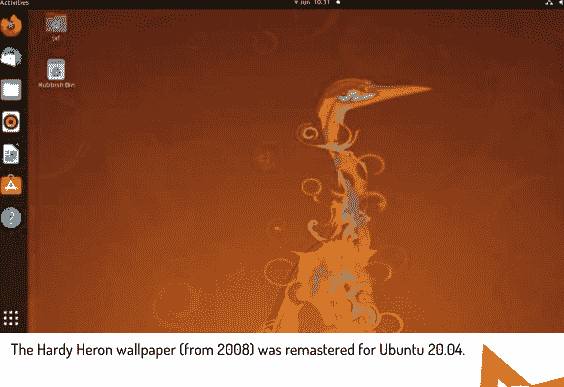 Activities
Jun 10:31
Rubbish Bin
The Hardy Heron wallpaper (from 2008) was remastered for Ubuntu 20.04.